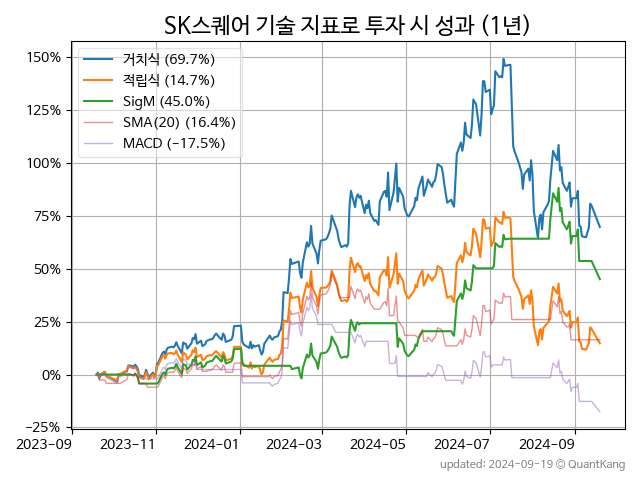 SK스퀘어 기술 지표로 투자 시 성과 (1년)
거치식 (69.7%)
적립식 (14.7%)
SigM (45.0%)
SMA(20) (16.4%)
MACD (−17.5%)
150%
125%
100%
75%
50%
25%
0%
−25%
2023-09 2023-11 2024-01 2024-03 2024-05 2024-07 2024-09
updated: 2024-09-19 © QuantKang